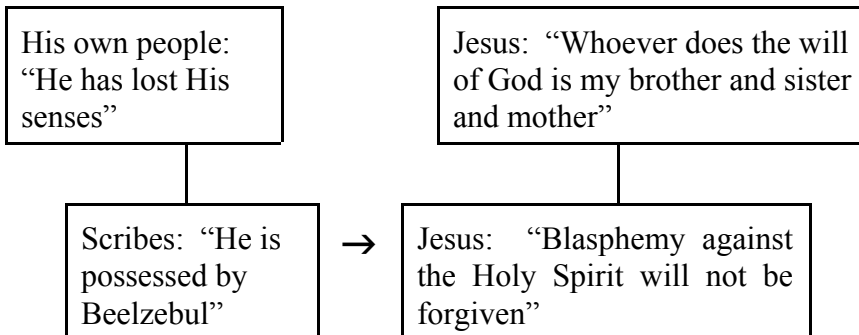 His own people:
“He has lost His
senses”
Jesus: “Whoever does the will
of God is my brother and sister
and mother”
Scribes: “He is
possessed by
Beelzebul”
→
Jesus: “Blasphemy against
the Holy Spirit will not be
forgiven”